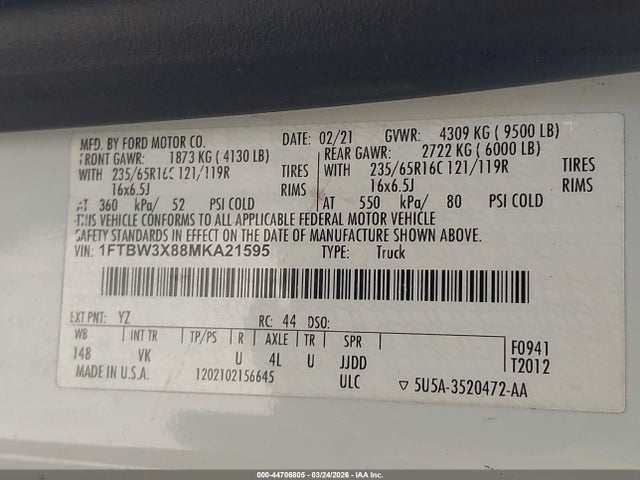 MFD. BY FORD MOTOR CO. DATE: 02/21 GVWR: 4309 KG ( 9500 LB)
FRONT GAWR: 1873 KG ( 4130 LB) REAR GAWR: 2722 KG ( 6000 LB)
WITH 235/65R16C 121/119R TIRES WITH 235/65R16C 121/119R TIRES
16x6.5J RIMS 16x6.5J RIMS
AT 360 kPa/ 52 PSI COLD AT 550 kPa/ 80 PSI COLD
THIS VEHICLE CONFORMS TO ALL APPLICABLE FEDERAL MOTOR VEHICLE
SAFETY STANDARDS IN EFFECT ON THE DATE OF MANUFACTURE SHOWN ABOVE.
VIN: 1FTBW3X88MKA21595 TYPE: Truck
EXT PNT: YZ RC: 44 DSO:
WB INT TR TP/PS R AXLE TR SPR
148 VK U 4L U JJDD
F0941
T2012
MADE IN U.S.A. 1202102156645 ULC ▽ 5U5A-3520472-AA
000-44706805 - 03/24/2026 - IAAI.COM